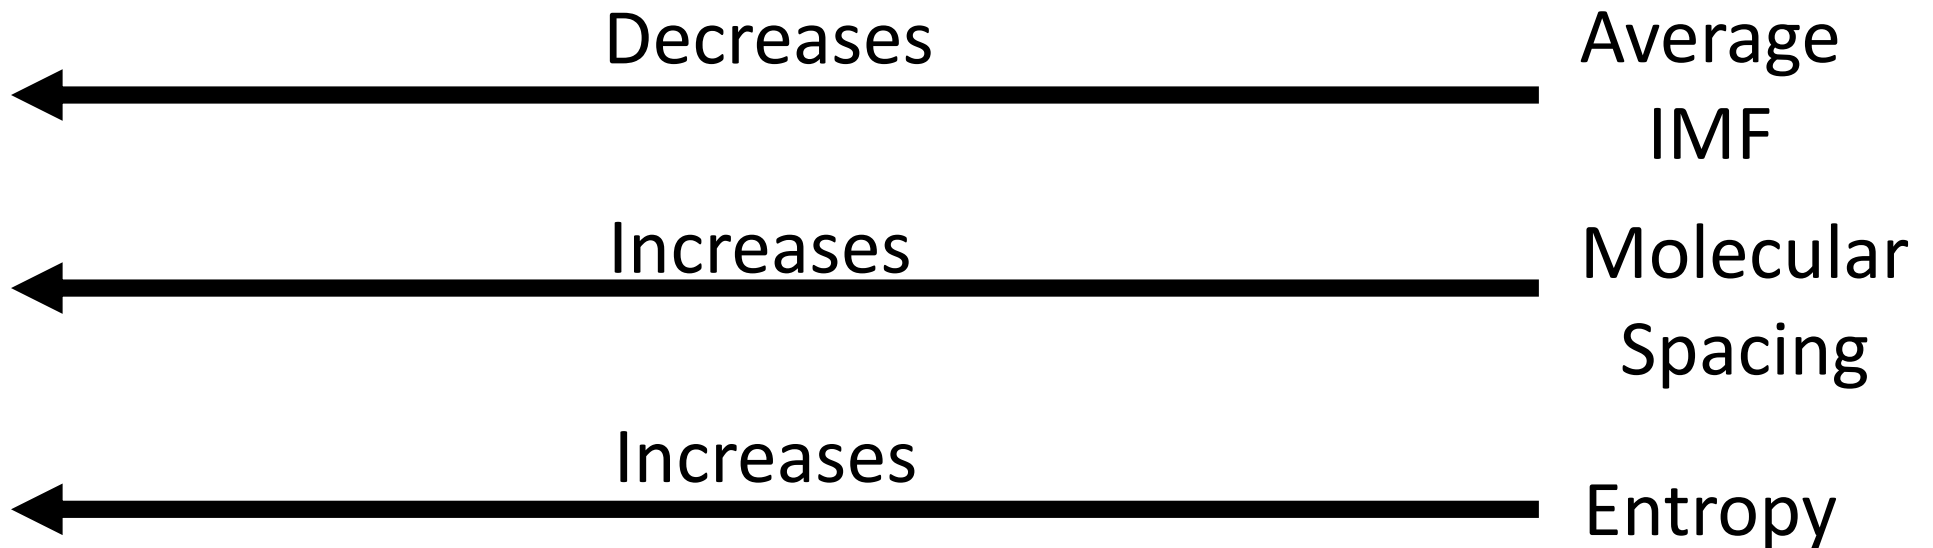 Decreases
Average
IMF
Increases
Molecular
Spacing
Increases
Entropy